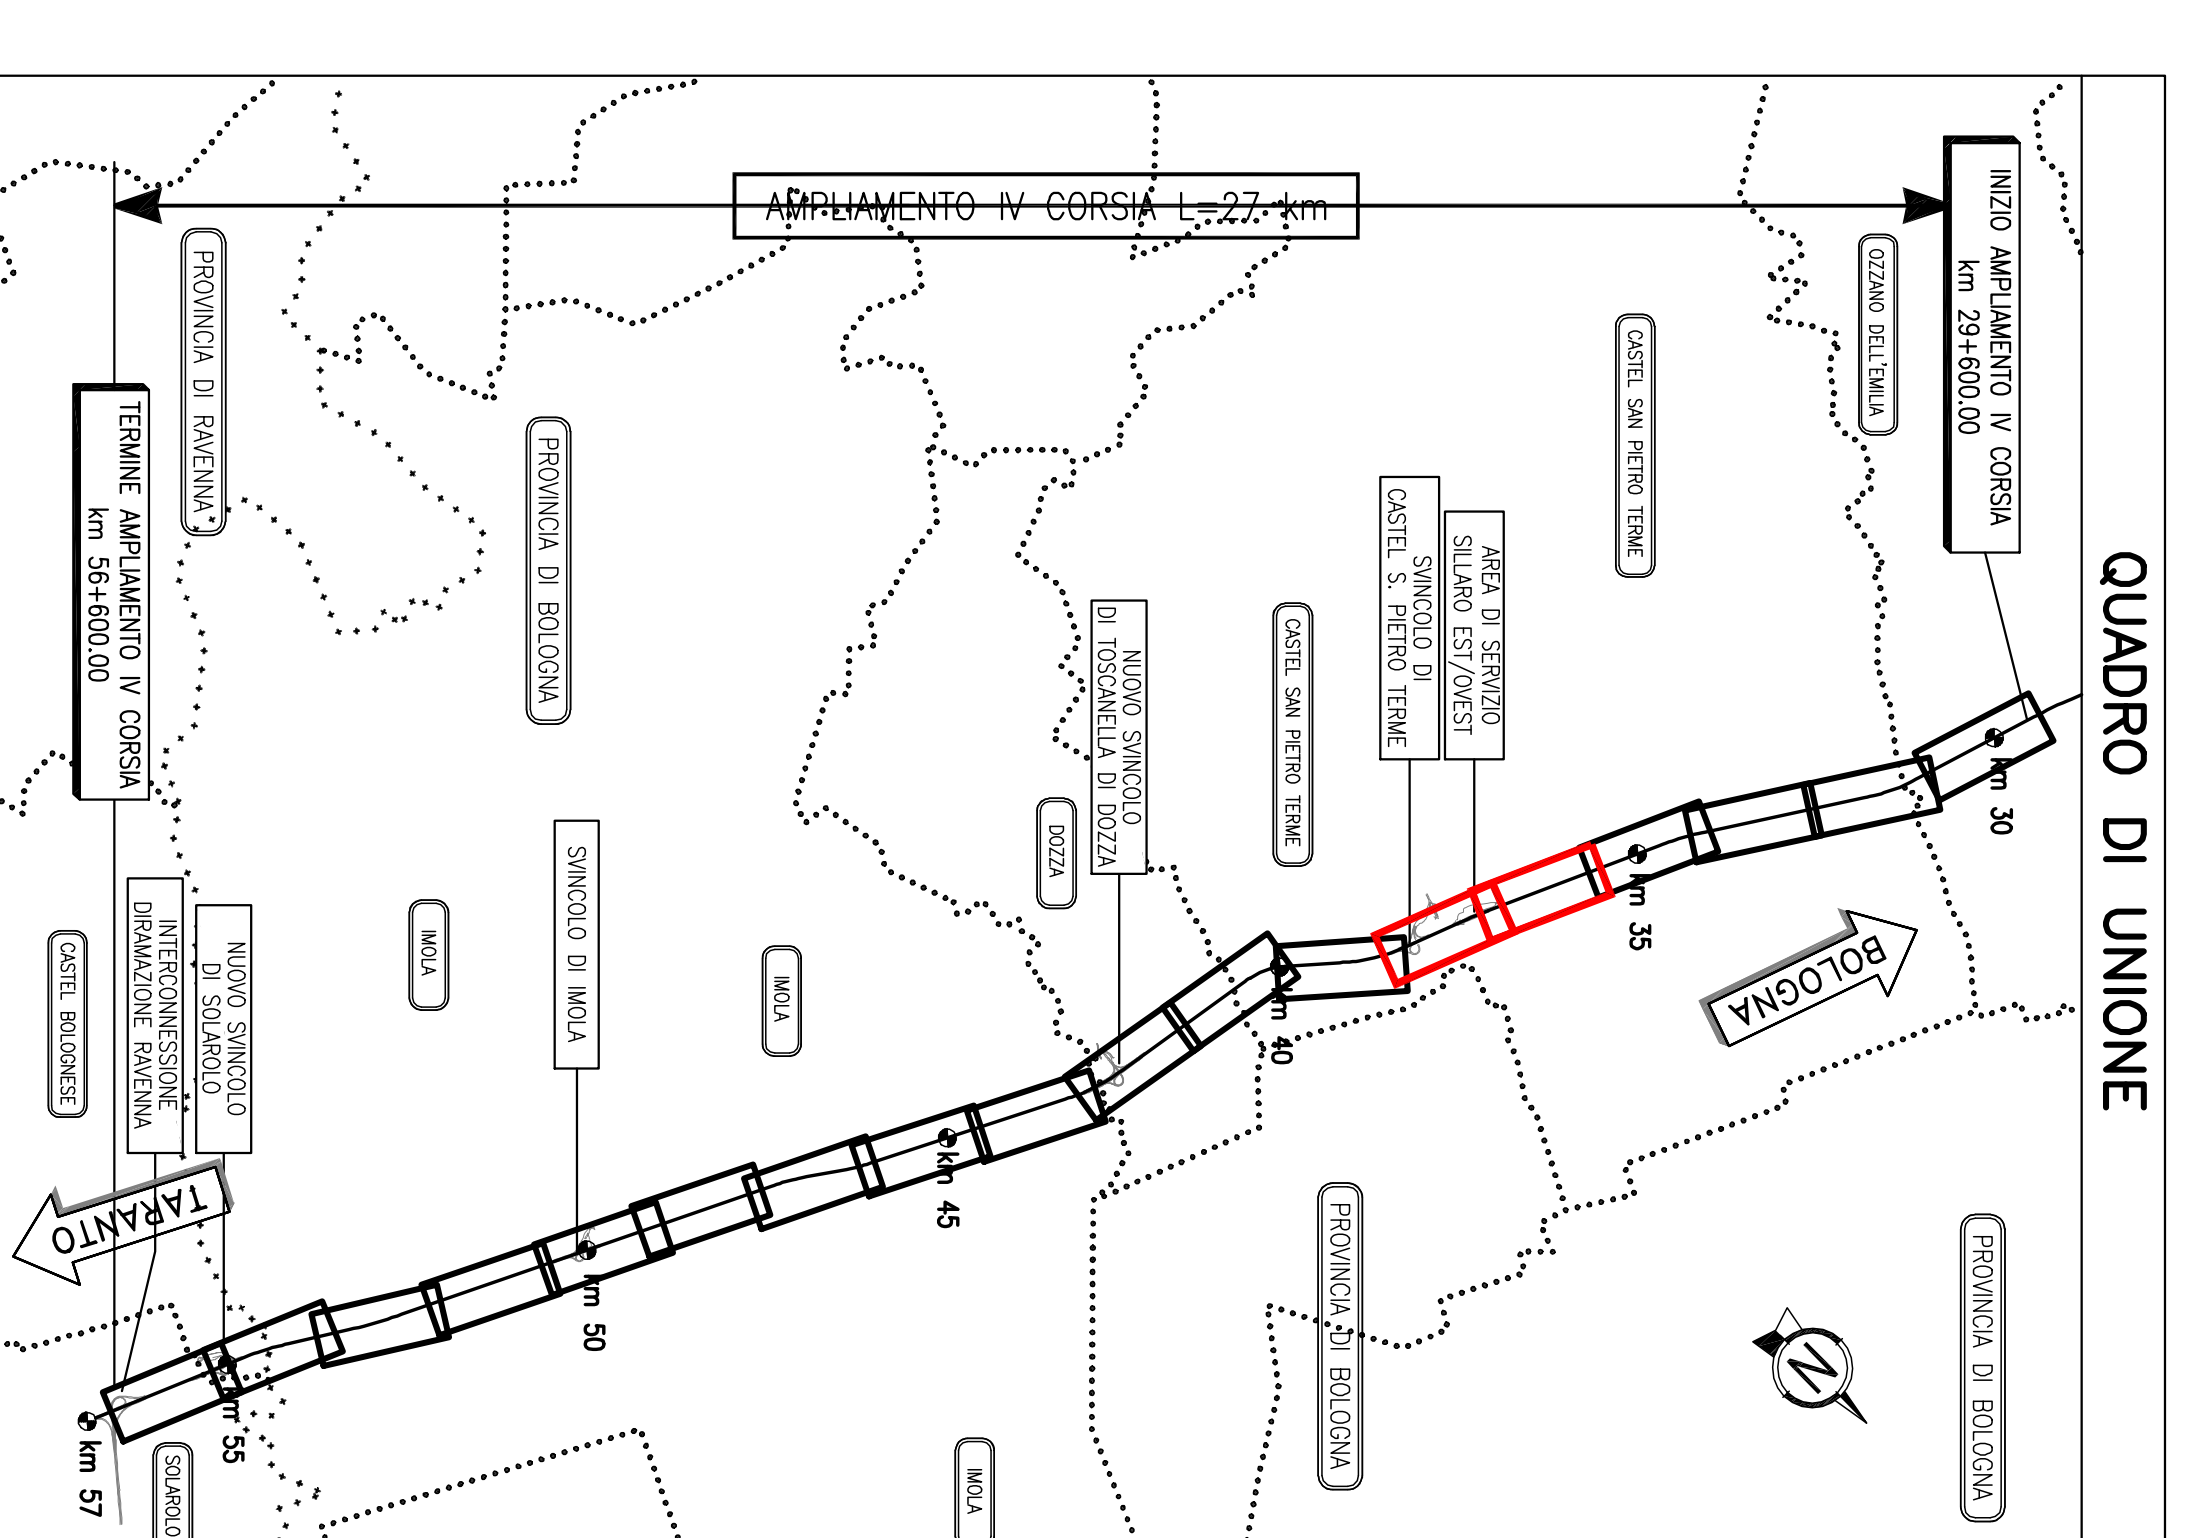 QUADRO DI UNIONE
INIZIO AMPLIAMENTO IV CORSIA
km 29+600.00
OZZANO DELL'EMILIA
CASTEL SAN PIETRO TERME
AREA DI SERVIZIO
SILLARO EST/OVEST
SVINCOLO DI
CASTEL S. PIETRO TERME
CASTEL SAN PIETRO TERME
NUOVO SVINCOLO
DI TOSCANELLA DI DOZZA
DOZZA
AMPLIAMENTO IV CORSIA L=27 km
PROVINCIA DI BOLOGNA
SVINCOLO DI IMOLA
IMOLA
IMOLA
PROVINCIA DI RAVENNA
TERMINE AMPLIAMENTO IV CORSIA
km 56+600.00
NUOVO SVINCOLO
DI SOLAROLO
INTERCONNESSIONE
DIRAMAZIONE RAVENNA
CASTEL BOLOGNESE
km 30
km 35
km 40
km 45
km 50
km 55
km 57
BOLOGNA
TARANTO
N
PROVINCIA DI BOLOGNA
PROVINCIA DI BOLOGNA
IMOLA
SOLAROLO